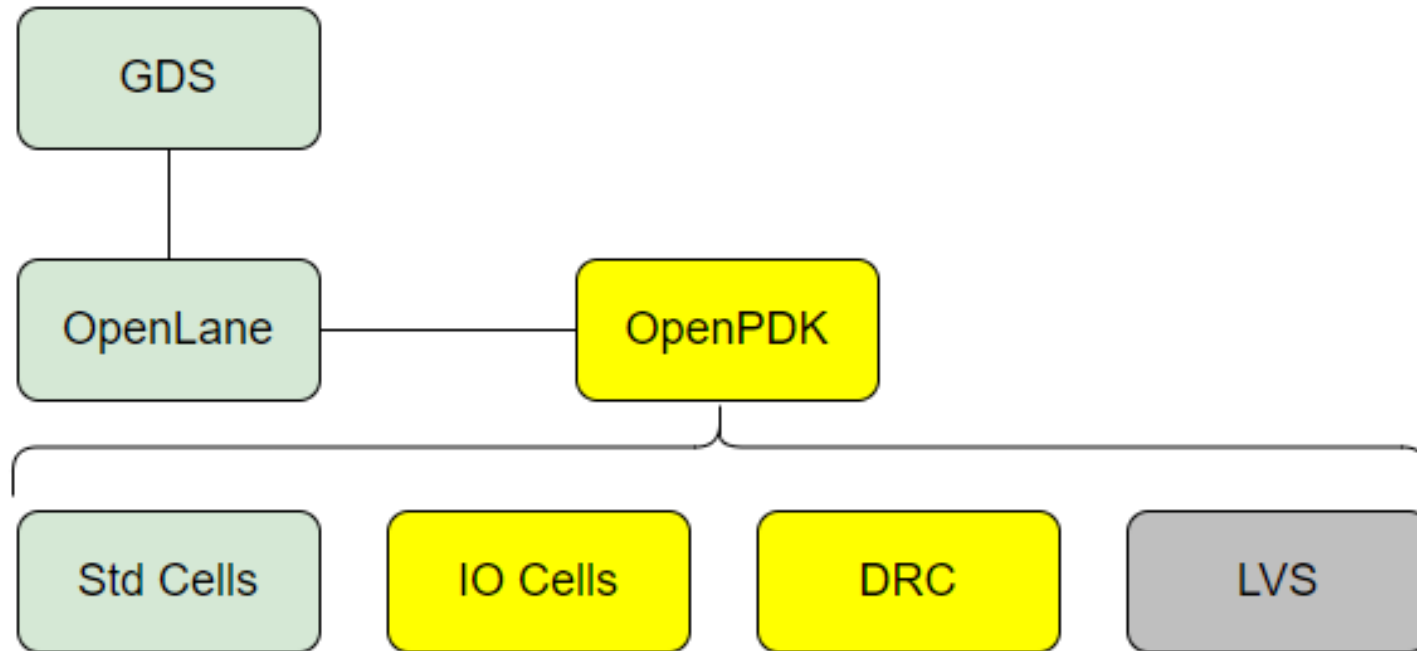 GDS
OpenLane
OpenPDK
Std Cells
IO Cells
DRC
LVS